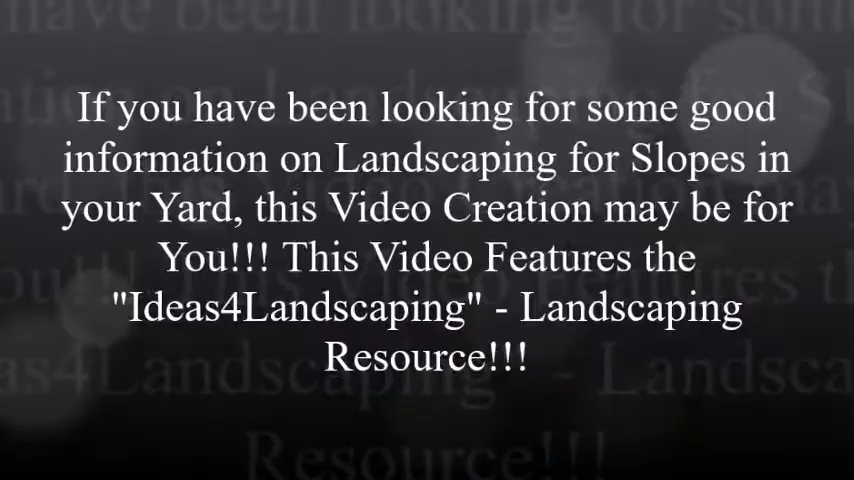 If you have been looking for some good
information on Landscaping for Slopes in
your Yard, this Video Creation may be for
You!!! This Video Features the
"Ideas4Landscaping" - Landscaping
Resource!!!